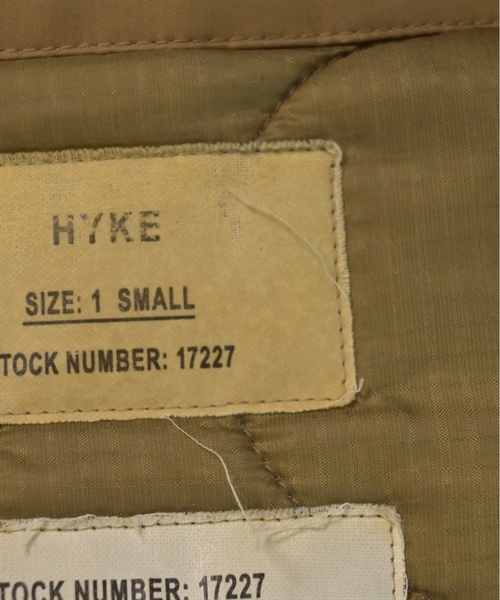 HYKE
SIZE: 1 SMALL
TOCK NUMBER: 17227
TOCK NUMBER: 17227